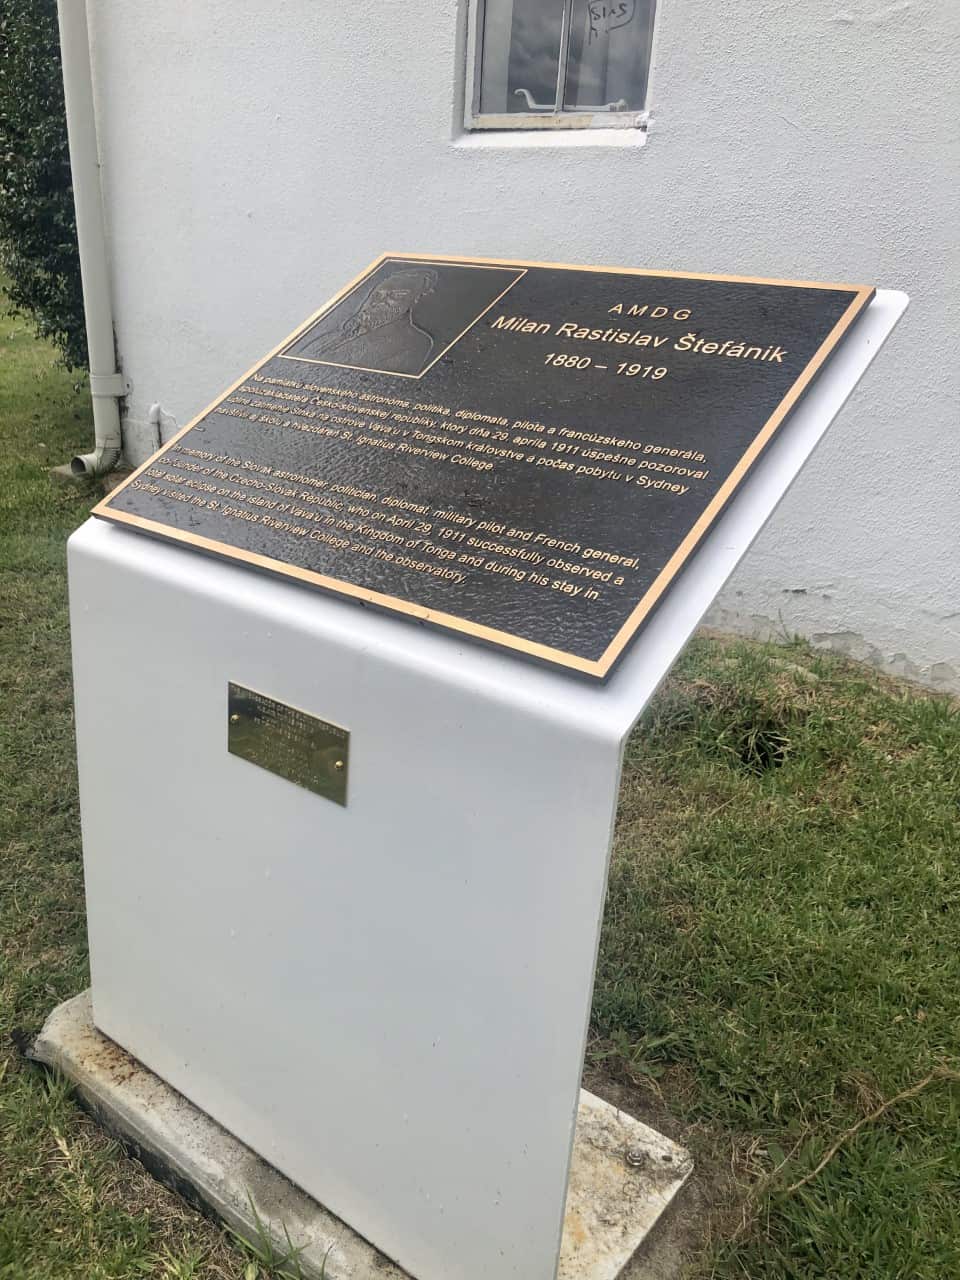 AMDG
Milan Rastislav Štefánik
1880 – 1919
Na pamiatku slovenského astronóma, politika, diplomata, pilota a francúzskeho generála,
spoluzakladateľa Česko-slovenskej republiky, ktorý dňa 29. apríla 1911 úspešne pozoroval
úplné zatmenie Slnka na ostrove Vava'u v Tongskom kráľovstve a počas pobytu v Sydney
navštívil aj školu a hvezdáreň St. Ignatius Riverview College.
memory of the Slovak astronomer, politician, diplomat, military pilot and French general,
co-founder of the Czecho-Slovak Republic, who on April 29, 1911 successfully observed a
total solar eclipse on the island of Vava'u in the Kingdom of Tonga and during his stay in
Sydney visited the St. Ignatius Riverview College and the observatory.